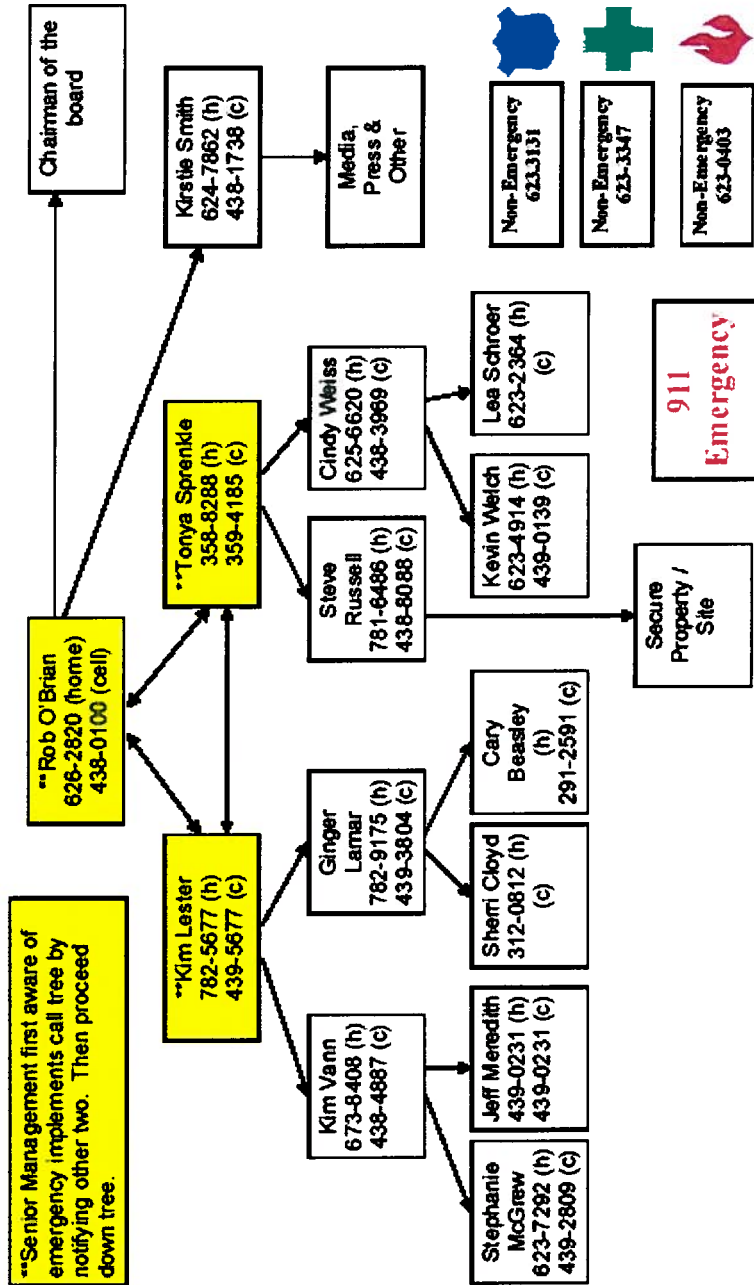 **Senior Management first aware of
emergency implements call tree by
notifying other two. Then proceed
down tree.
**Rob O'Brian
626-2820 (home)
438-0100 (cell)
Chairman of the
board
**Kim Lester
782-5677 (h)
439-5677 (c)
**Tonya Sprenkle
358-8288 (h)
359-4185 (c)
Kirstie Smith
624-7862 (h)
438-1738 (c)
Kim Vann
673-8408 (h)
438-4887 (c)
Ginger
Lamar
782-9175 (h)
439-3804 (c)
Steve
Russell
781-6486 (h)
438-8088 (c)
Cindy Weiss
625-6620 (h)
438-3969 (c)
Media,
Press &
Other
Stephanie
McGrew
623-7292 (h)
439-2809 (c)
Jeff Meredith
439-0231 (h)
439-0231 (c)
Sherri Cloyd
312-0812 (h)
(c)
Cary
Beasley
(h)
291-2591 (c)
Kevin Welch
623-4914 (h)
439-0139 (c)
Lea Schroer
623-2364 (h)
(c)
Secure
Property /
Site
911
Emergency
Non-Emergency
623.3131
Non-Emergency
623-3347
Non-Emergency
623-0403